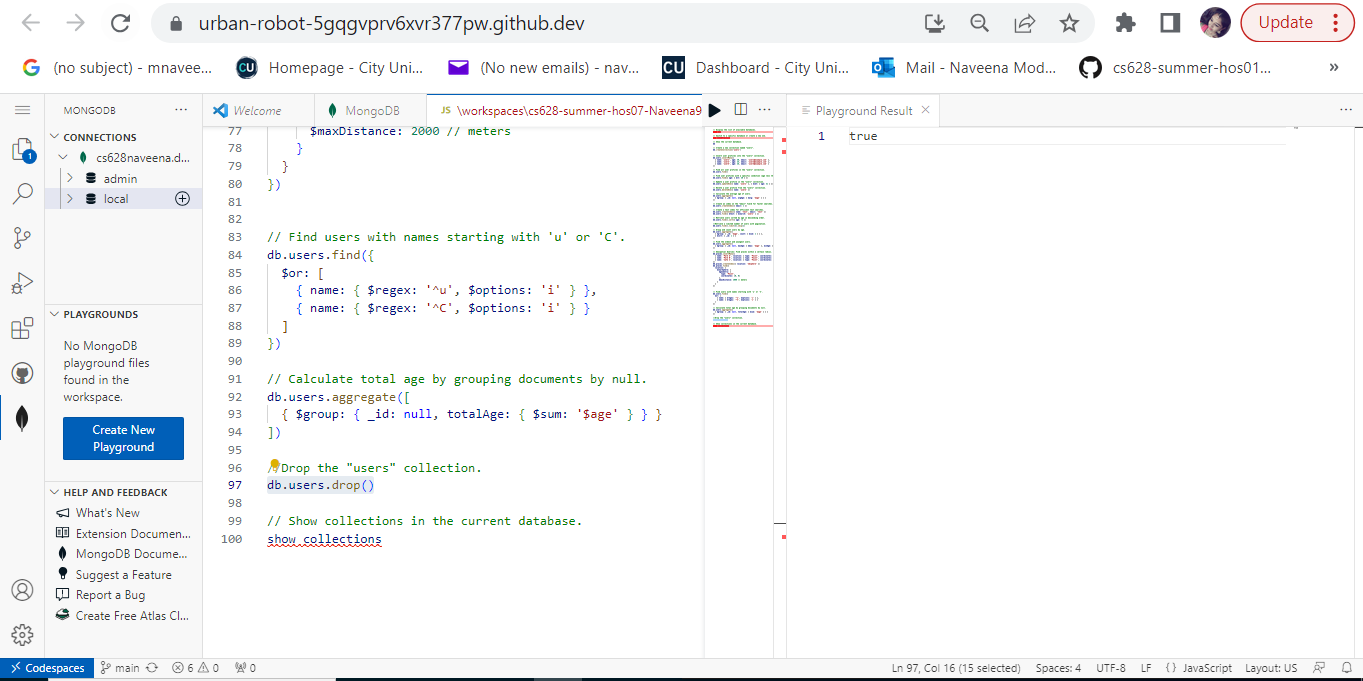 urban-robot-5gqgvprv6xvr377pw.github.dev
Update
(no subject) - mnavee...
CU
Homepage - City Uni...
(No new emails) - nav...
CU
Dashboard - City Uni...
Mail - Naveena Mod...
cs628-summer-hos01...
»
MONGODB
CONNECTIONS
cs628naveena.d...
admin
local
PLAYGROUNDS
No MongoDB
playground files
found in the
workspace.
Create New
Playground
HELP AND FEEDBACK
What's New
Extension Documen...
MongoDB Docume...
Suggest a Feature
Report a Bug
Create Free Atlas Cl...
Welcome
MongoDB
JS \workspaces\cs628-summer-hos07-Naveena9
77 $maxDistance: 2000 // meters
78 }
79 }
80 })
81
82
83 // Find users with names starting with 'u' or 'C'.
84 db.users.find({
85 $or: [
86 { name: { $regex: '^u', $options: 'i' } },
87 { name: { $regex: '^C', $options: 'i' } }
88 ]
89 })
90
91 // Calculate total age by grouping documents by null.
92 db.users.aggregate([
93 { $group: { _id: null, totalAge: { $sum: '$age' } } }
94 ])
95
96 //Drop the "users" collection.
97 db.users.drop()
98
99 // Show collections in the current database.
100 show collections
Playground Result
1 true
1
Codespaces
main
6 0
0
Ln 97, Col 16 (15 selected)
Spaces: 4
UTF-8
LF
{} JavaScript
Layout: US